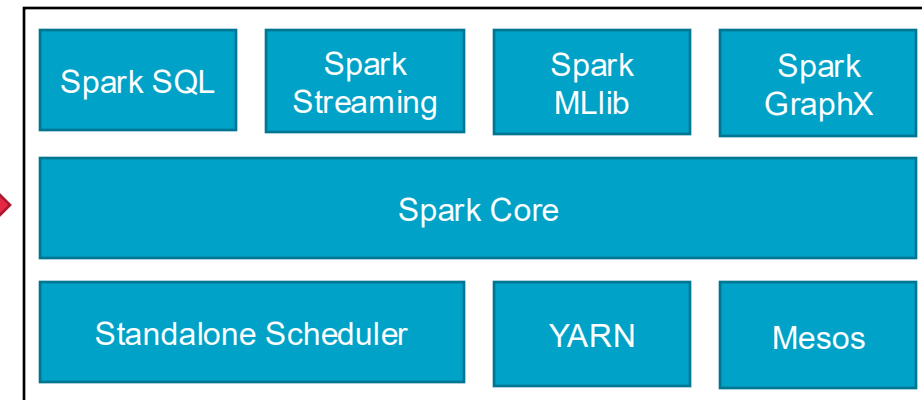 Spark SQL
Spark
Streaming
Spark
MLlib
Spark
GraphX
Spark Core
Standalone Scheduler
YARN
Mesos